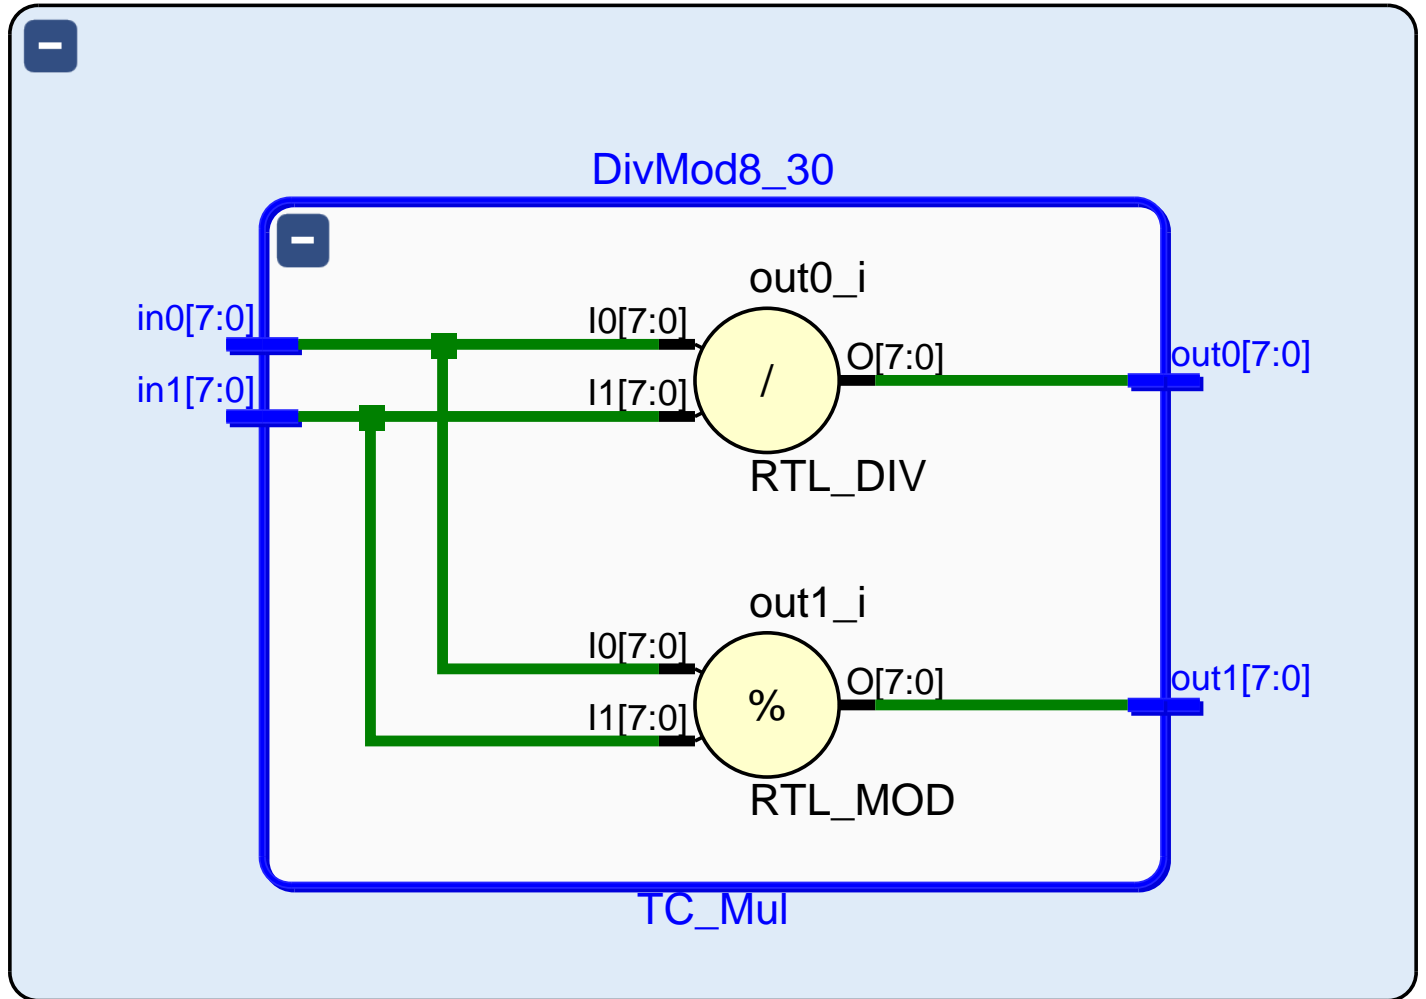 DivMod8_30
out0_i
in0[7:0]
I0[7:0]
O[7:0]
out0[7:0]
in1[7:0]
I1[7:0]
/
RTL_DIV
out1_i
I0[7:0]
O[7:0]
out1[7:0]
I1[7:0]
%
RTL_MOD
TC_Mul